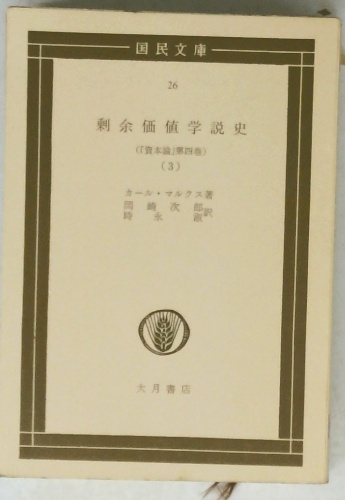 国民文庫
26
剰余価値学説史
(『資本論』第四巻)
(3)
カール・マルクス著
岡崎次郎
時永淑訳
大月書店